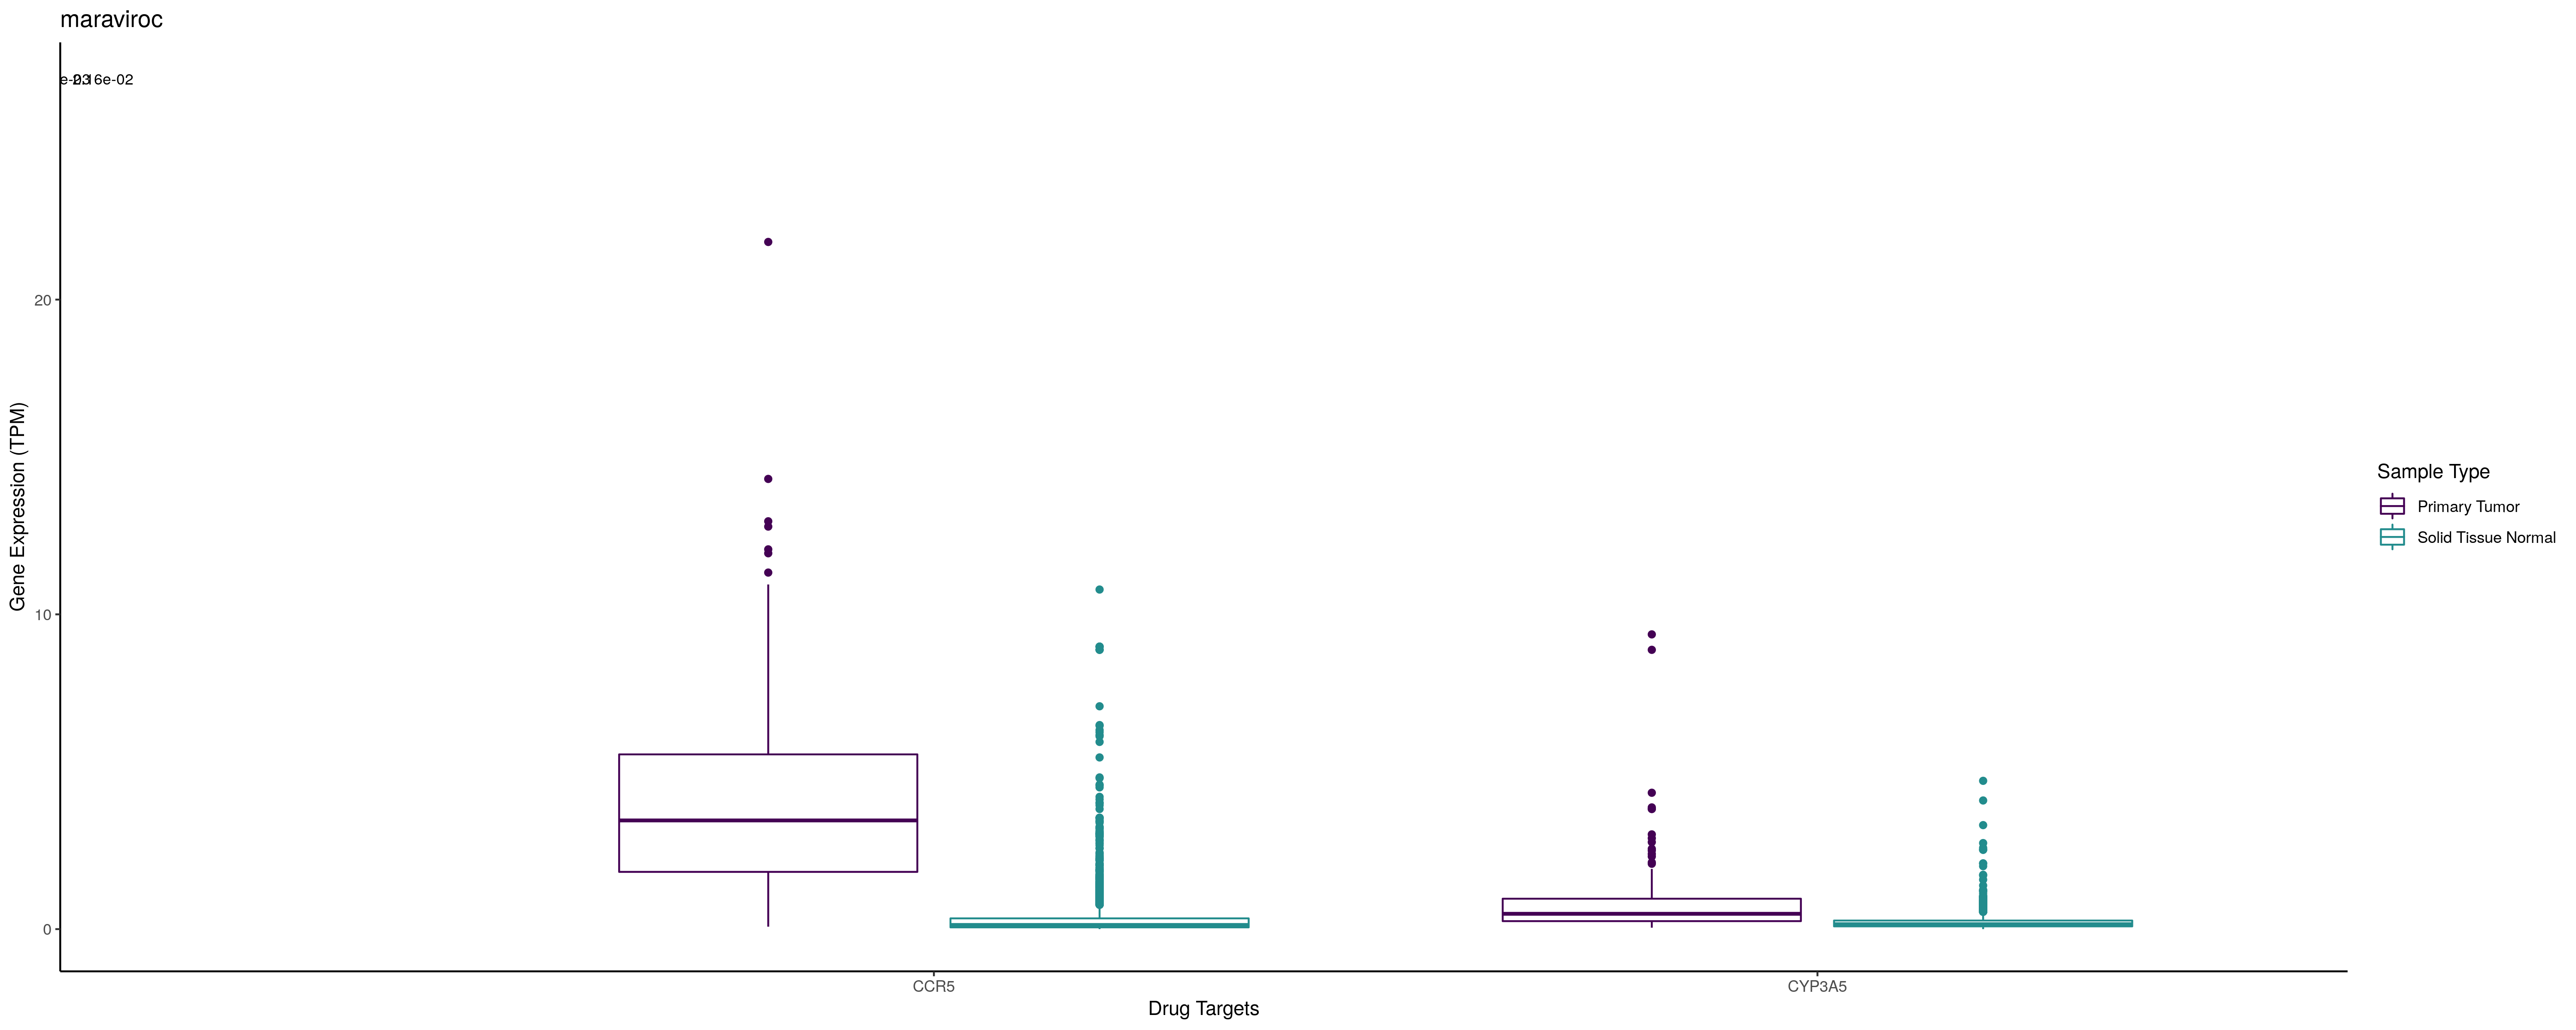 maraviroc
20
10
0
Gene Expression (TPM)
CCR5
CYP3A5
Drug Targets
Sample Type
Primary Tumor
Solid Tissue Normal